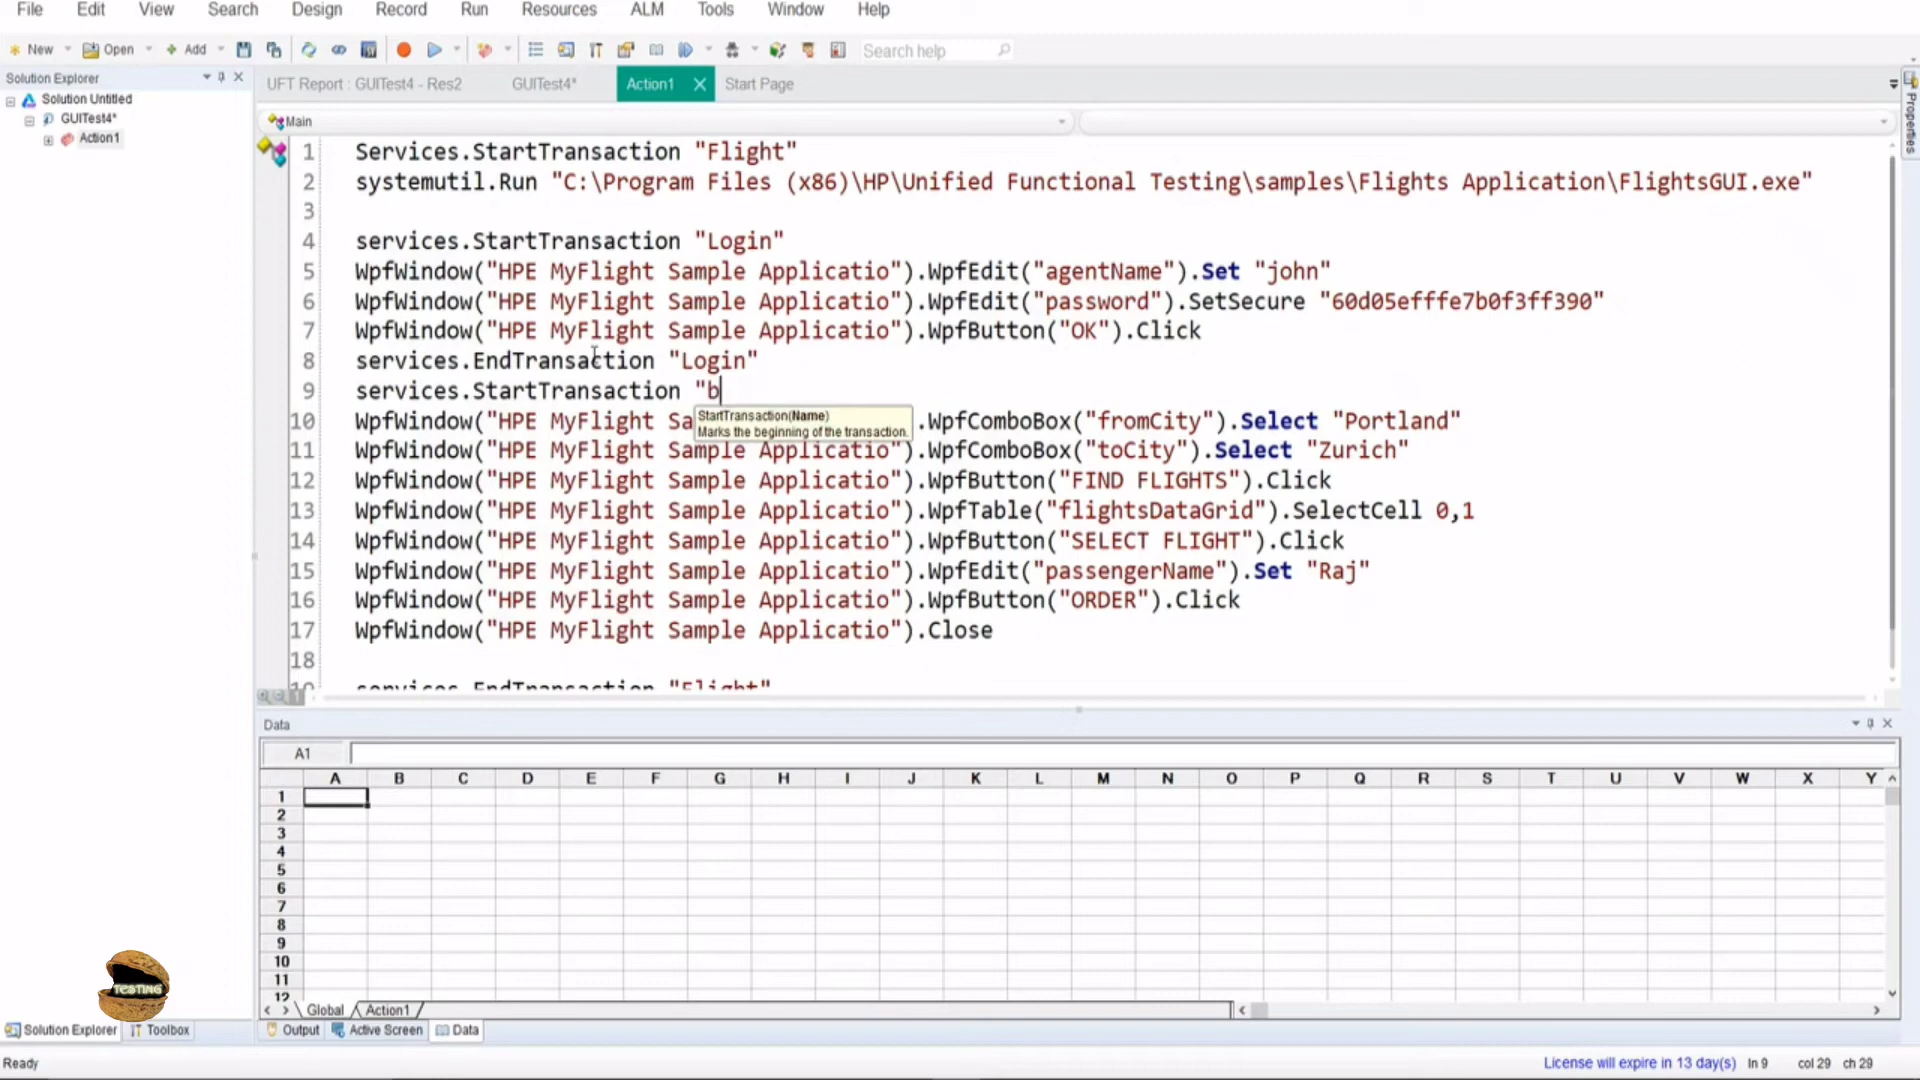 File Edit View Search Design Record Run Resources ALM Tools Window Help
New Open Add Search help
Solution Explorer
UFT Report : GUITest4 - Res2 GUITest4* Action1 Start Page
Properties
Solution Untitled
GUITest4*
Action1
Main
1 Services.StartTransaction "Flight"
2 systemutil.Run "C:\Program Files (x86)\HP\Unified Functional Testing\samples\Flights Application\FlightsGUI.exe"
3
4 services.StartTransaction "Login"
5 WpfWindow("HPE MyFlight Sample Applicatio").WpfEdit("agentName").Set "john"
6 WpfWindow("HPE MyFlight Sample Applicatio").WpfEdit("password").SetSecure "60d05efffe7b0f3ff390"
7 WpfWindow("HPE MyFlight Sample Applicatio").WpfButton("OK").Click
8 services.EndTransaction "Login"
9 services.StartTransaction "b
StartTransaction(Name)
Marks the beginning of the transaction.
10 WpfWindow("HPE MyFlight Sa .WpfComboBox("fromCity").Select "Portland"
11 WpfWindow("HPE MyFlight Sample Applicatio").WpfComboBox("toCity").Select "Zurich"
12 WpfWindow("HPE MyFlight Sample Applicatio").WpfButton("FIND FLIGHTS").Click
13 WpfWindow("HPE MyFlight Sample Applicatio").WpfTable("flightsDataGrid").SelectCell 0,1
14 WpfWindow("HPE MyFlight Sample Applicatio").WpfButton("SELECT FLIGHT").Click
15 WpfWindow("HPE MyFlight Sample Applicatio").WpfEdit("passengerName").Set "Raj"
16 WpfWindow("HPE MyFlight Sample Applicatio").WpfButton("ORDER").Click
17 WpfWindow("HPE MyFlight Sample Applicatio").Close
18
19 services.EndTransaction "Flight"
Data
A1
A B C D E F G H I J K L M N O P Q R S T U V W X Y
1
2
3
4
5
6
7
8
9
10
11
12
TESTING
Global Action1
Solution Explorer Toolbox Output Active Screen Data
Ready License will expire in 13 day(s) ln 9 col 29 ch 29